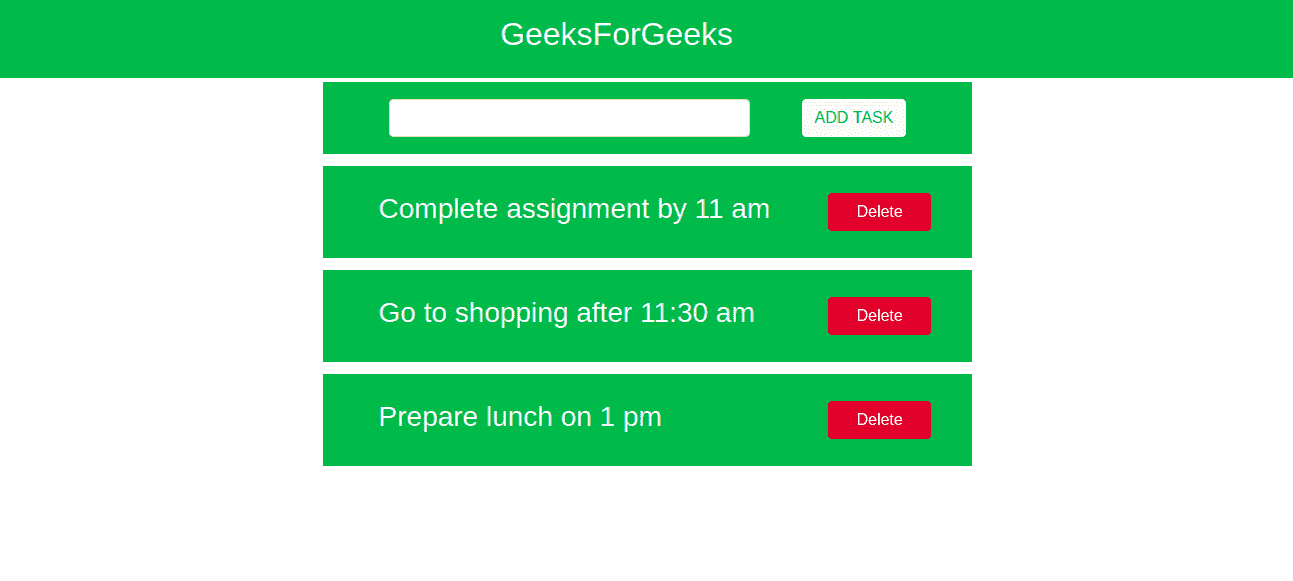 GeeksForGeeks
ADD TASK
Complete assignment by 11 am
Delete
Go to shopping after 11:30 am
Delete
Prepare lunch on 1 pm
Delete